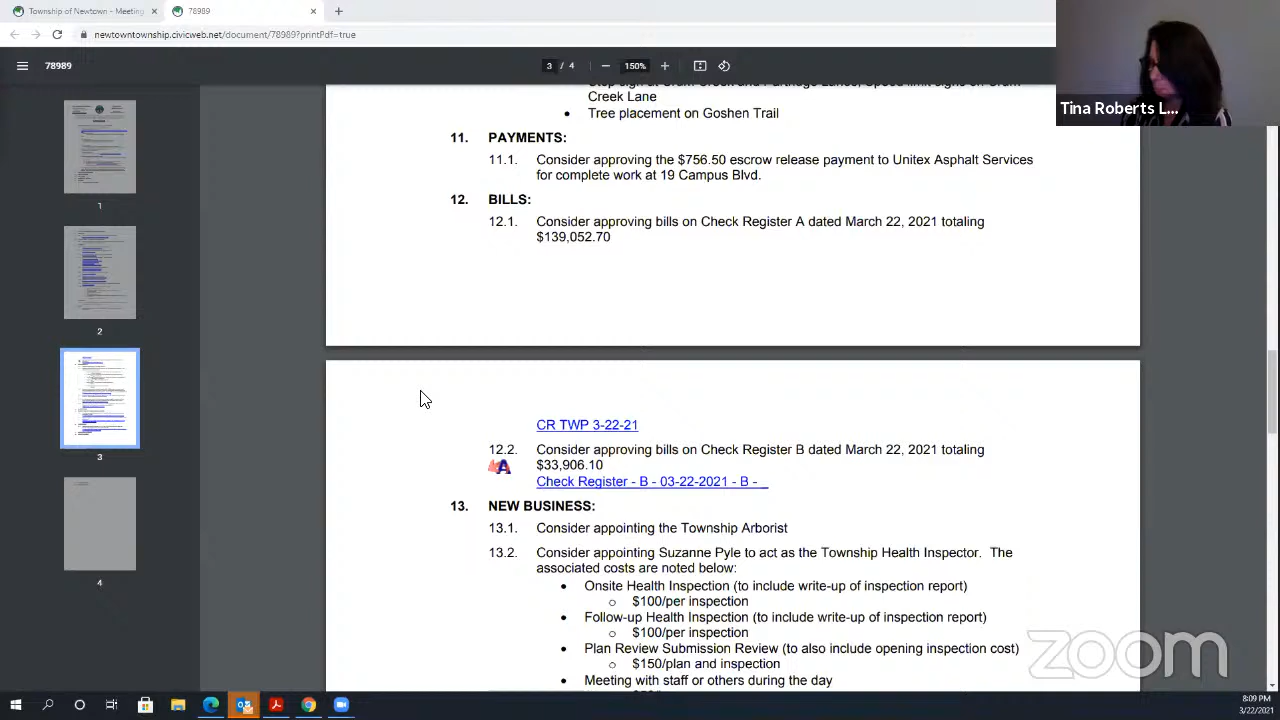 Township of Newtown - Meeting
78989
newtowntownship.civicweb.net/document/78989?printPdf=true
78989
3 / 4
150%
Tina Roberts L...
Creek Lane
Tree placement on Goshen Trail
11. PAYMENTS:
11.1. Consider approving the $756.50 escrow release payment to Unitex Asphalt Services
for complete work at 19 Campus Blvd.
12. BILLS:
12.1. Consider approving bills on Check Register A dated March 22, 2021 totaling
$139,052.70
CR TWP 3-22-21
12.2. Consider approving bills on Check Register B dated March 22, 2021 totaling
$33,906.10
Check Register - B - 03-22-2021 - B - _
13. NEW BUSINESS:
13.1. Consider appointing the Township Arborist
13.2. Consider appointing Suzanne Pyle to act as the Township Health Inspector. The
associated costs are noted below:
Onsite Health Inspection (to include write-up of inspection report)
$100/per inspection
Follow-up Health Inspection (to include write-up of inspection report)
$100/per inspection
Plan Review Submission Review (to also include opening inspection cost)
$150/plan and inspection
Meeting with staff or others during the day
1
2
3
4
zoom
8:09 PM
3/22/2021